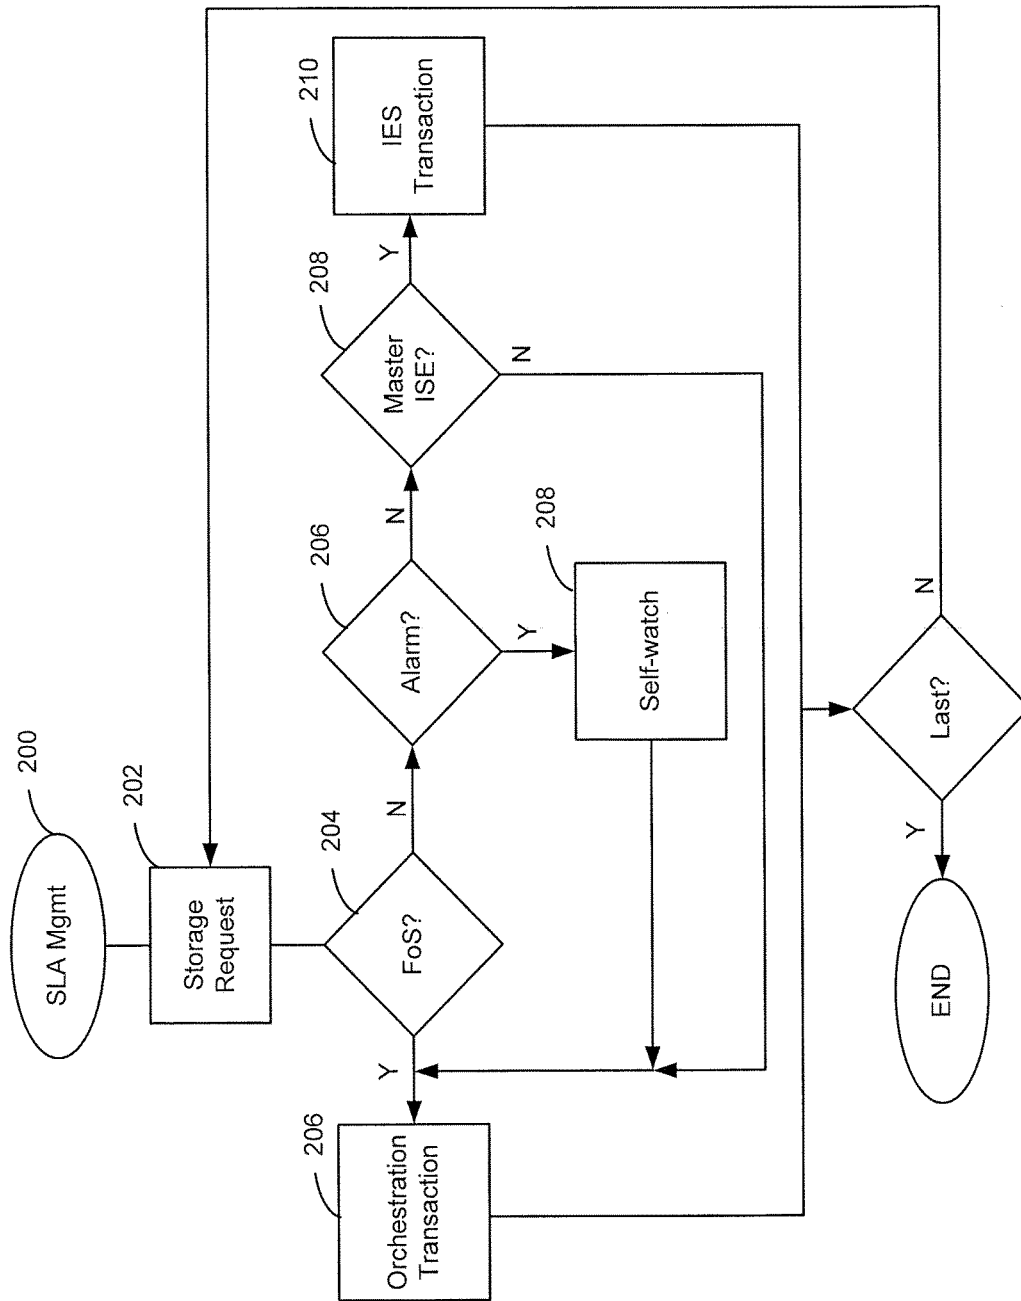 200
SLA Mgmt
202
Storage
Request
204
FoS?
Y
N
206
Orchestration
Transaction
206
Alarm?
N
Y
208
Self-watch
208
Master
ISE?
Y
N
210
IES
Transaction
Last?
Y
N
END